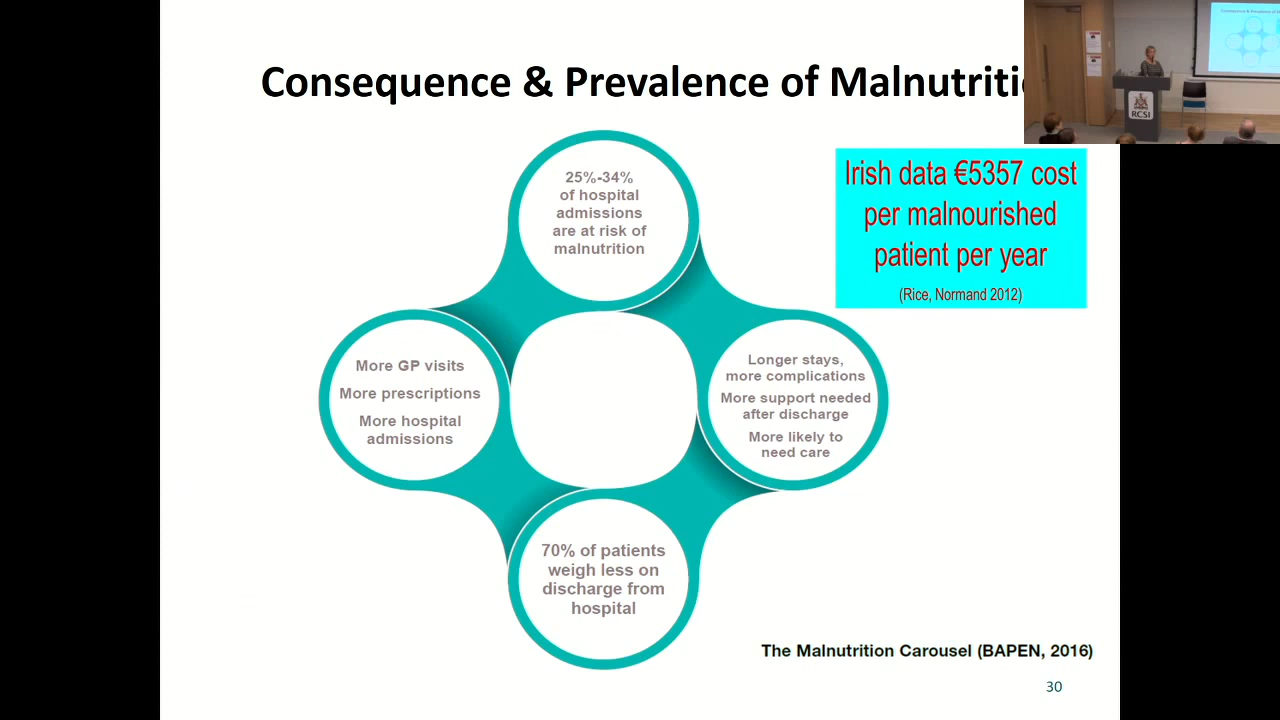 Consequence & Prevalence of Malnutriti
RCSI
25%-34%
of hospital
admissions
are at risk of
malnutrition
Irish data €5357 cost
per malnourished
patient per year
(Rice, Normand 2012)
More GP visits
More prescriptions
More hospital
admissions
Longer stays,
more complications
More support needed
after discharge
More likely to
need care
70% of patients
weigh less on
discharge from
hospital
The Malnutrition Carousel (BAPEN, 2016)
30